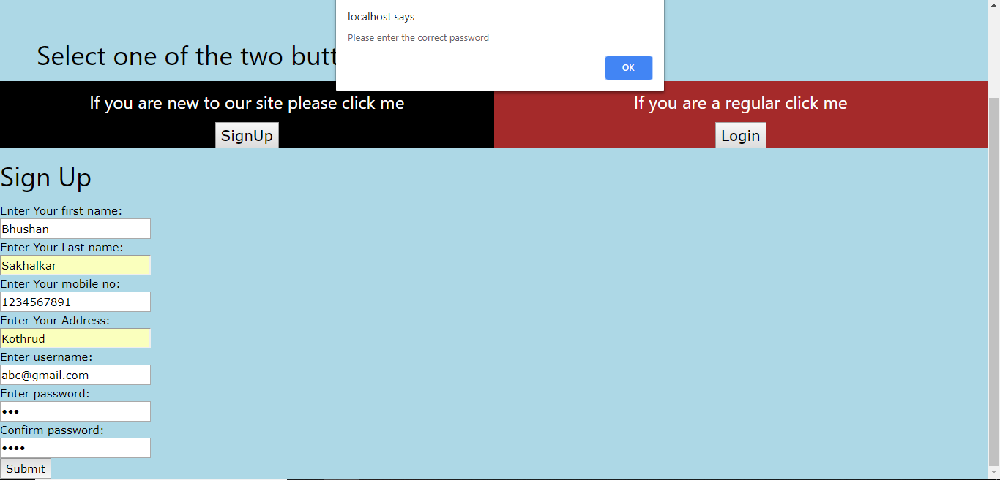 localhost says
Please enter the correct password
OK
Select one of the two butt
If you are new to our site please click me
SignUp
If you are a regular click me
Login
Sign Up
Enter Your first name:
Bhushan
Enter Your Last name:
Sakhalkar
Enter Your mobile no:
1234567891
Enter Your Address:
Kothrud
Enter username:
abc@gmail.com
Enter password:
•••
Confirm password:
••••
Submit